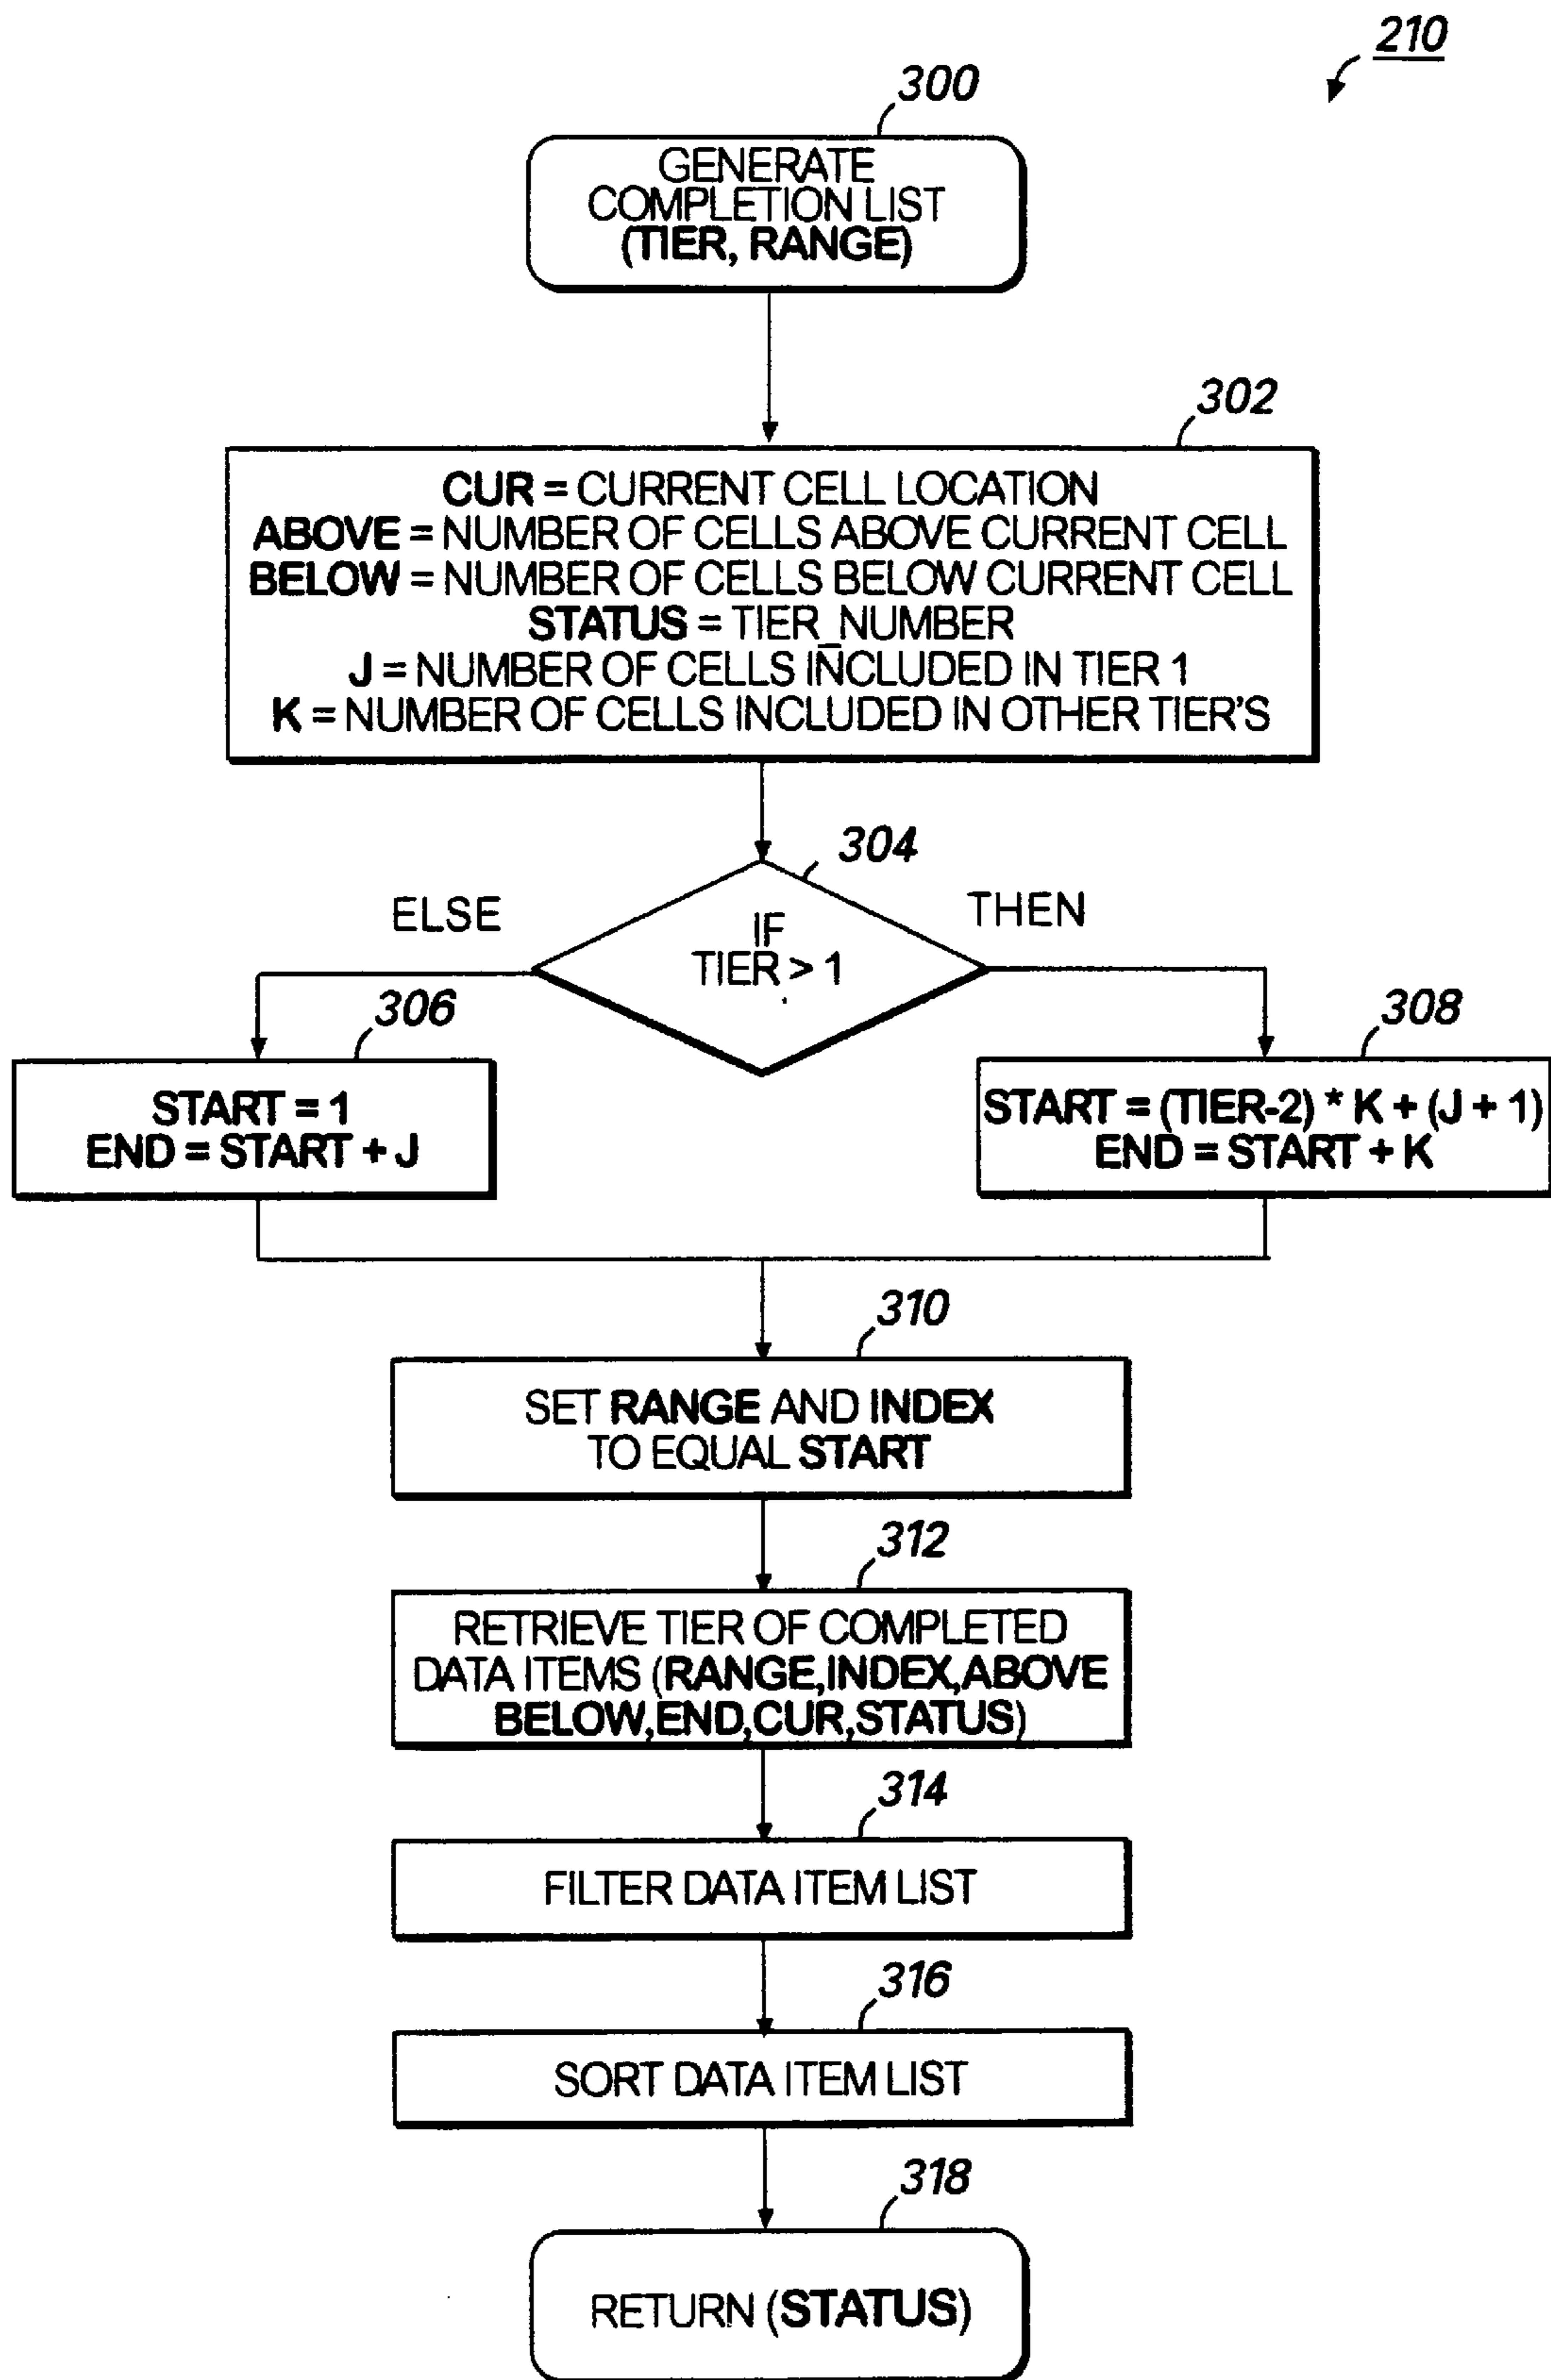 210
300
GENERATE
COMPLETION LIST
(TIER, RANGE)
302
CUR = CURRENT CELL LOCATION
ABOVE = NUMBER OF CELLS ABOVE CURRENT CELL
BELOW = NUMBER OF CELLS BELOW CURRENT CELL
STATUS = TIER_NUMBER
J = NUMBER OF CELLS INCLUDED IN TIER 1
K = NUMBER OF CELLS INCLUDED IN OTHER TIER'S
304
ELSE
THEN
IF
TIER > 1
306
START = 1
END = START + J
308
START = (TIER-2) * K + (J + 1)
END = START + K
310
SET RANGE AND INDEX
TO EQUAL START
312
RETRIEVE TIER OF COMPLETED
DATA ITEMS (RANGE,INDEX,ABOVE
BELOW,END,CUR,STATUS)
314
FILTER DATA ITEM LIST
316
SORT DATA ITEM LIST
318
RETURN (STATUS)